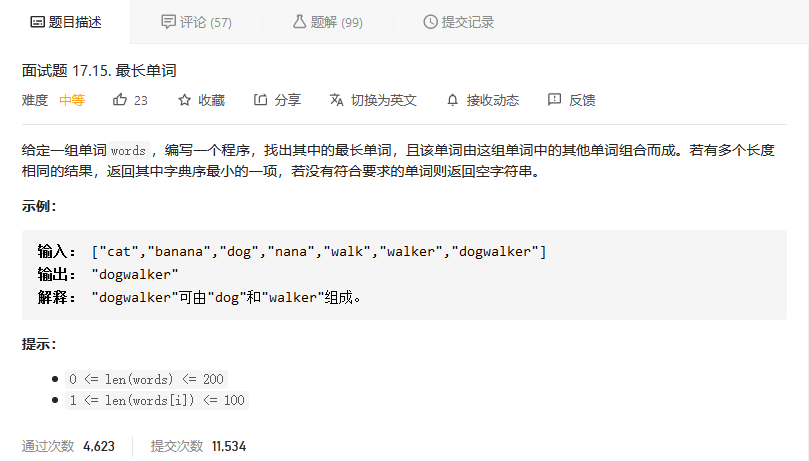 题目描述 评论 (57) 题解 (99) 提交记录
面试题 17.15. 最长单词
难度 中等 23 收藏 分享 切换为英文 接收动态 反馈
给定一组单词words，编写一个程序，找出其中的最长单词，且该单词由这组单词中的其他单词组合而成。若有多个长度
相同的结果，返回其中字典序最小的一项，若没有符合要求的单词则返回空字符串。
示例：
输入： ["cat","banana","dog","nana","walk","walker","dogwalker"]
输出： "dogwalker"
解释： "dogwalker"可由"dog"和"walker"组成。
提示：
0 <= len(words) <= 200
1 <= len(words[i]) <= 100
通过次数 4,623 提交次数 11,534